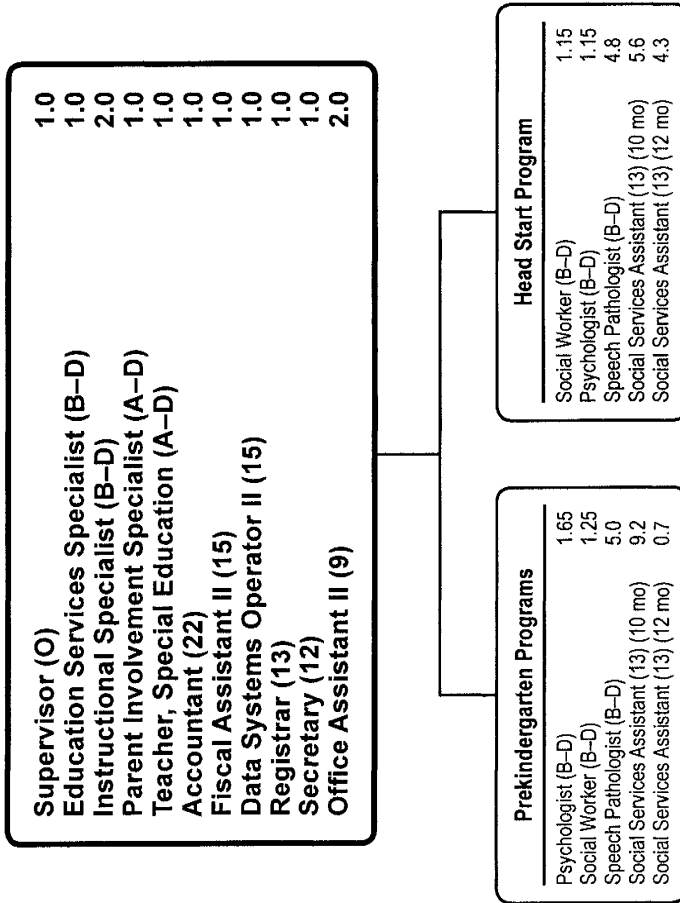 Supervisor (O) 1.0
Education Services Specialist (B–D) 1.0
Instructional Specialist (B–D) 2.0
Parent Involvement Specialist (A–D) 1.0
Teacher, Special Education (A–D) 1.0
Accountant (22) 1.0
Fiscal Assistant II (15) 1.0
Data Systems Operator II (15) 1.0
Registrar (13) 1.0
Secretary (12) 1.0
Office Assistant II (9) 2.0
Prekindergarten Programs
Psychologist (B–D) 1.65
Social Worker (B–D) 1.25
Speech Pathologist (B–D) 5.0
Social Services Assistant (13) (10 mo) 9.2
Social Services Assistant (13) (12 mo) 0.7
Head Start Program
Social Worker (B–D) 1.15
Psychologist (B–D) 1.15
Speech Pathologist (B–D) 4.8
Social Services Assistant (13) (10 mo) 5.6
Social Services Assistant (13) (12 mo) 4.3